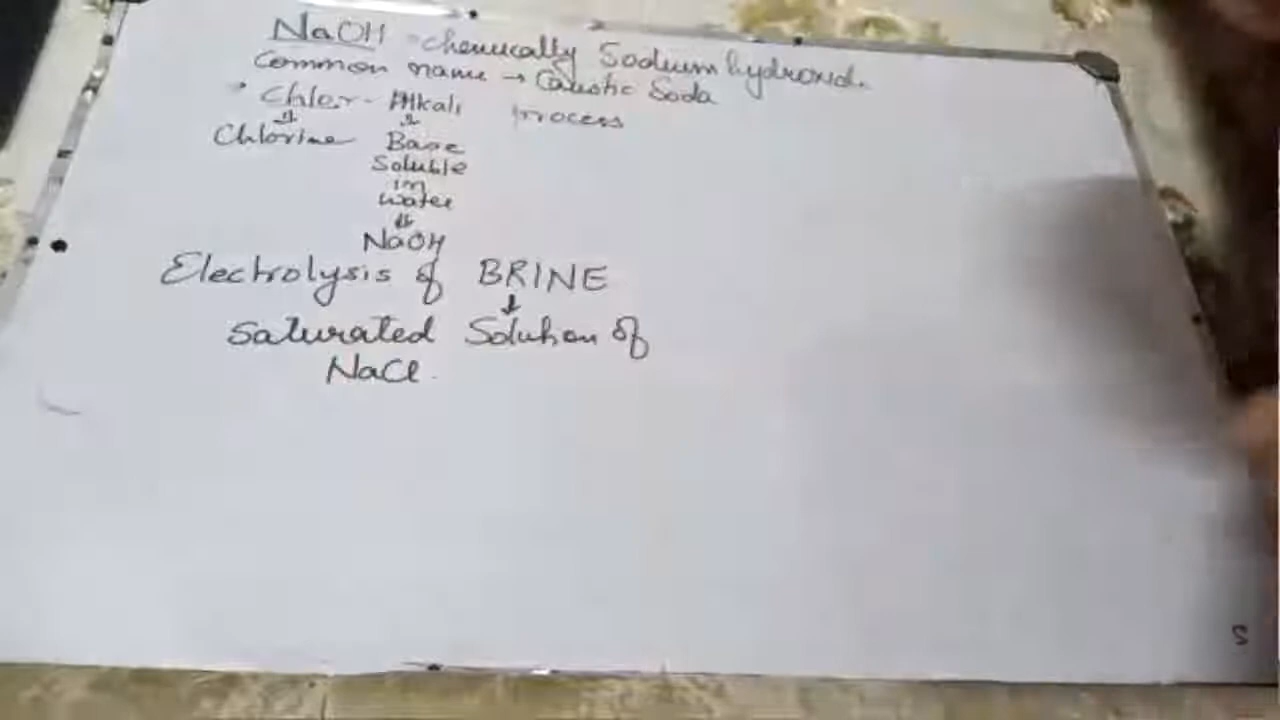 NaOH - chemically Sodium hydroxid.
Common name → Caustic Soda
• Chlor - Alkali Process
⇓ ⇓
Chlorine Base
Soluble
in
water
⇓
NaOH
Electrolysis of BRINE
↓
Saturated Solution of
NaCl.
S